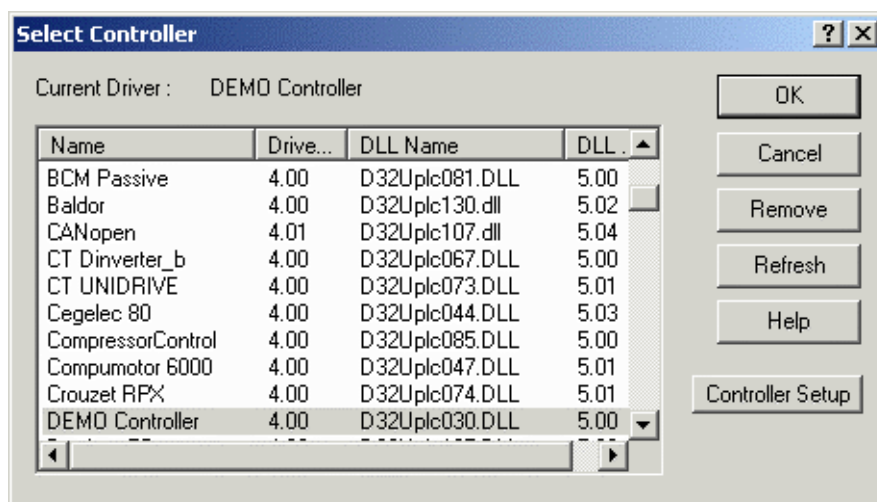 Select Controller
Current Driver : DEMO Controller
OK
Cancel
Remove
Refresh
Help
Controller Setup
Name Drive... DLL Name DLL .
BCM Passive 4.00 D32Uplc081.DLL 5.00
Baldor 4.00 D32Uplc130.dll 5.02
CANopen 4.01 D32Uplc107.dll 5.04
CT Dinverter_b 4.00 D32Uplc067.DLL 5.00
CT UNIDRIVE 4.00 D32Uplc073.DLL 5.01
Cegelec 80 4.00 D32Uplc044.DLL 5.03
CompressorControl 4.00 D32Uplc085.DLL 5.00
Compumotor 6000 4.00 D32Uplc047.DLL 5.01
Crouzet RPX 4.00 D32Uplc074.DLL 5.01
DEMO Controller 4.00 D32Uplc030.DLL 5.00